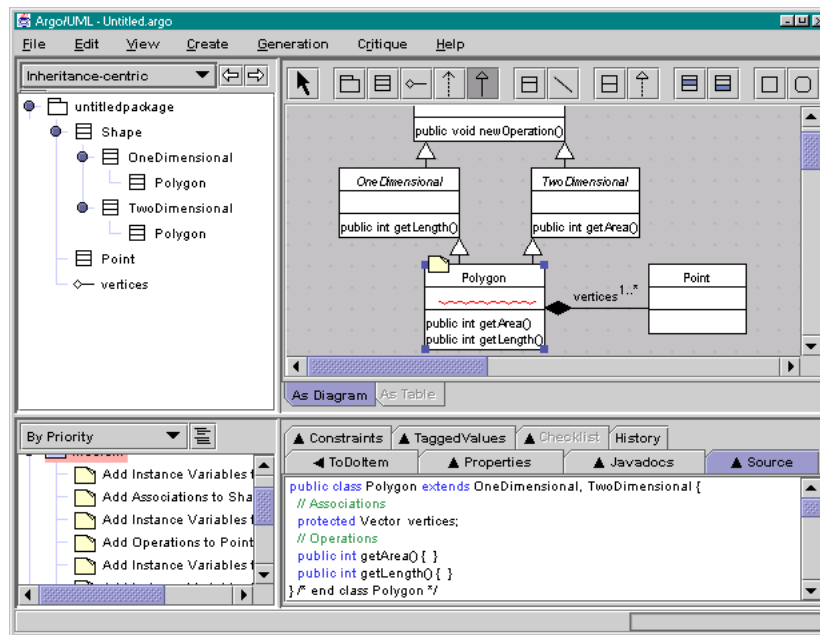 Argo/UML - Untitled.argo
File Edit View Create Generation Critique Help
Inheritance-centric
untitledpackage
Shape
OneDimensional
Polygon
TwoDimensional
Polygon
Point
vertices
public void newOperation()
OneDimensional
TwoDimensional
public int getLength()
public int getArea()
Polygon
Point
vertices 1..*
public int getArea()
public int getLength()
As Diagram As Table
By Priority
Add Instance Variables t
Add Associations to Sha
Add Instance Variables t
Add Operations to Point
Add Instance Variables t
Constraints TaggedValues Checklist History
ToDoItem Properties Javadocs Source
public class Polygon extends OneDimensional, TwoDimensional {
// Associations
protected Vector vertices;
// Operations
public int getArea() { }
public int getLength() { }
} /* end class Polygon */